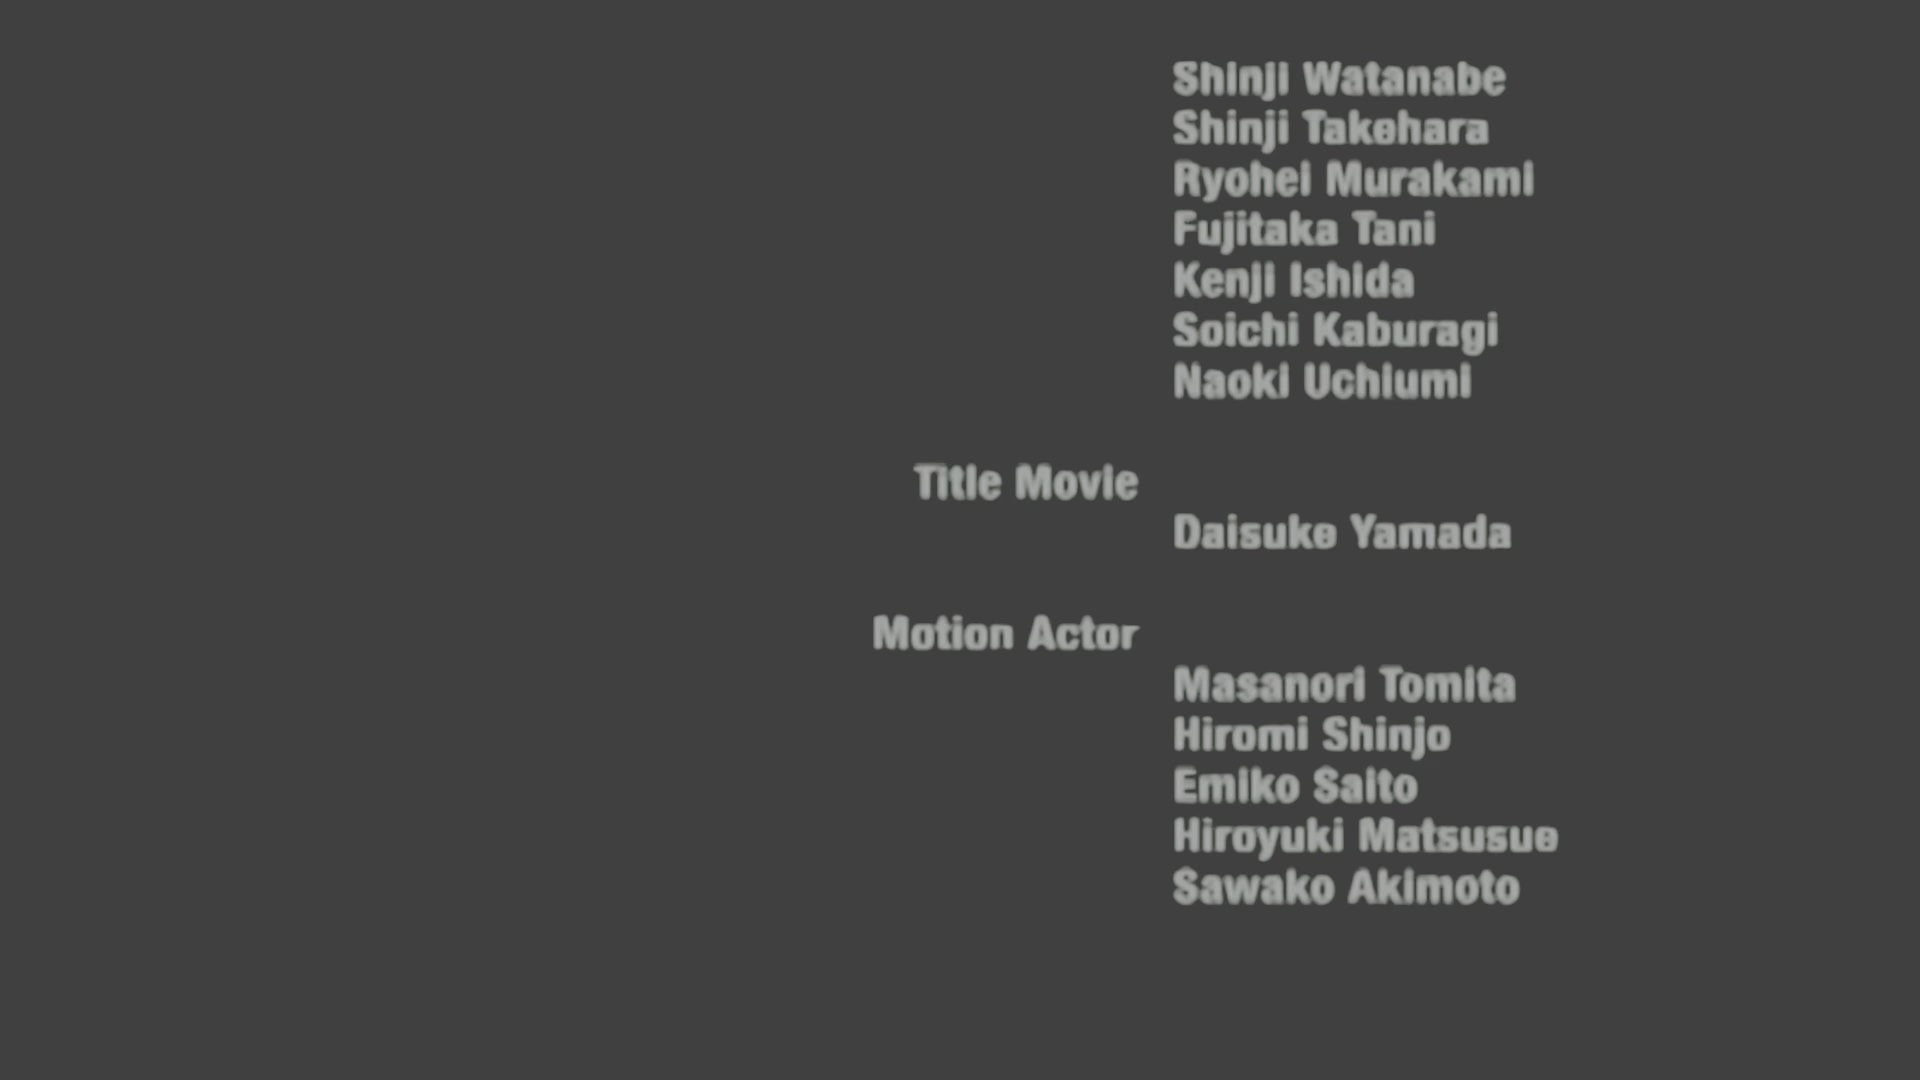 Shinji Watanabe
Shinji Takehara
Ryohei Murakami
Fujitaka Tani
Kenji Ishida
Soichi Kaburagi
Naoki Uchiumi
Title Movie
Daisuke Yamada
Motion Actor
Masanori Tomita
Hiromi Shinjo
Emiko Saito
Hiroyuki Matsusue
Sawako Akimoto